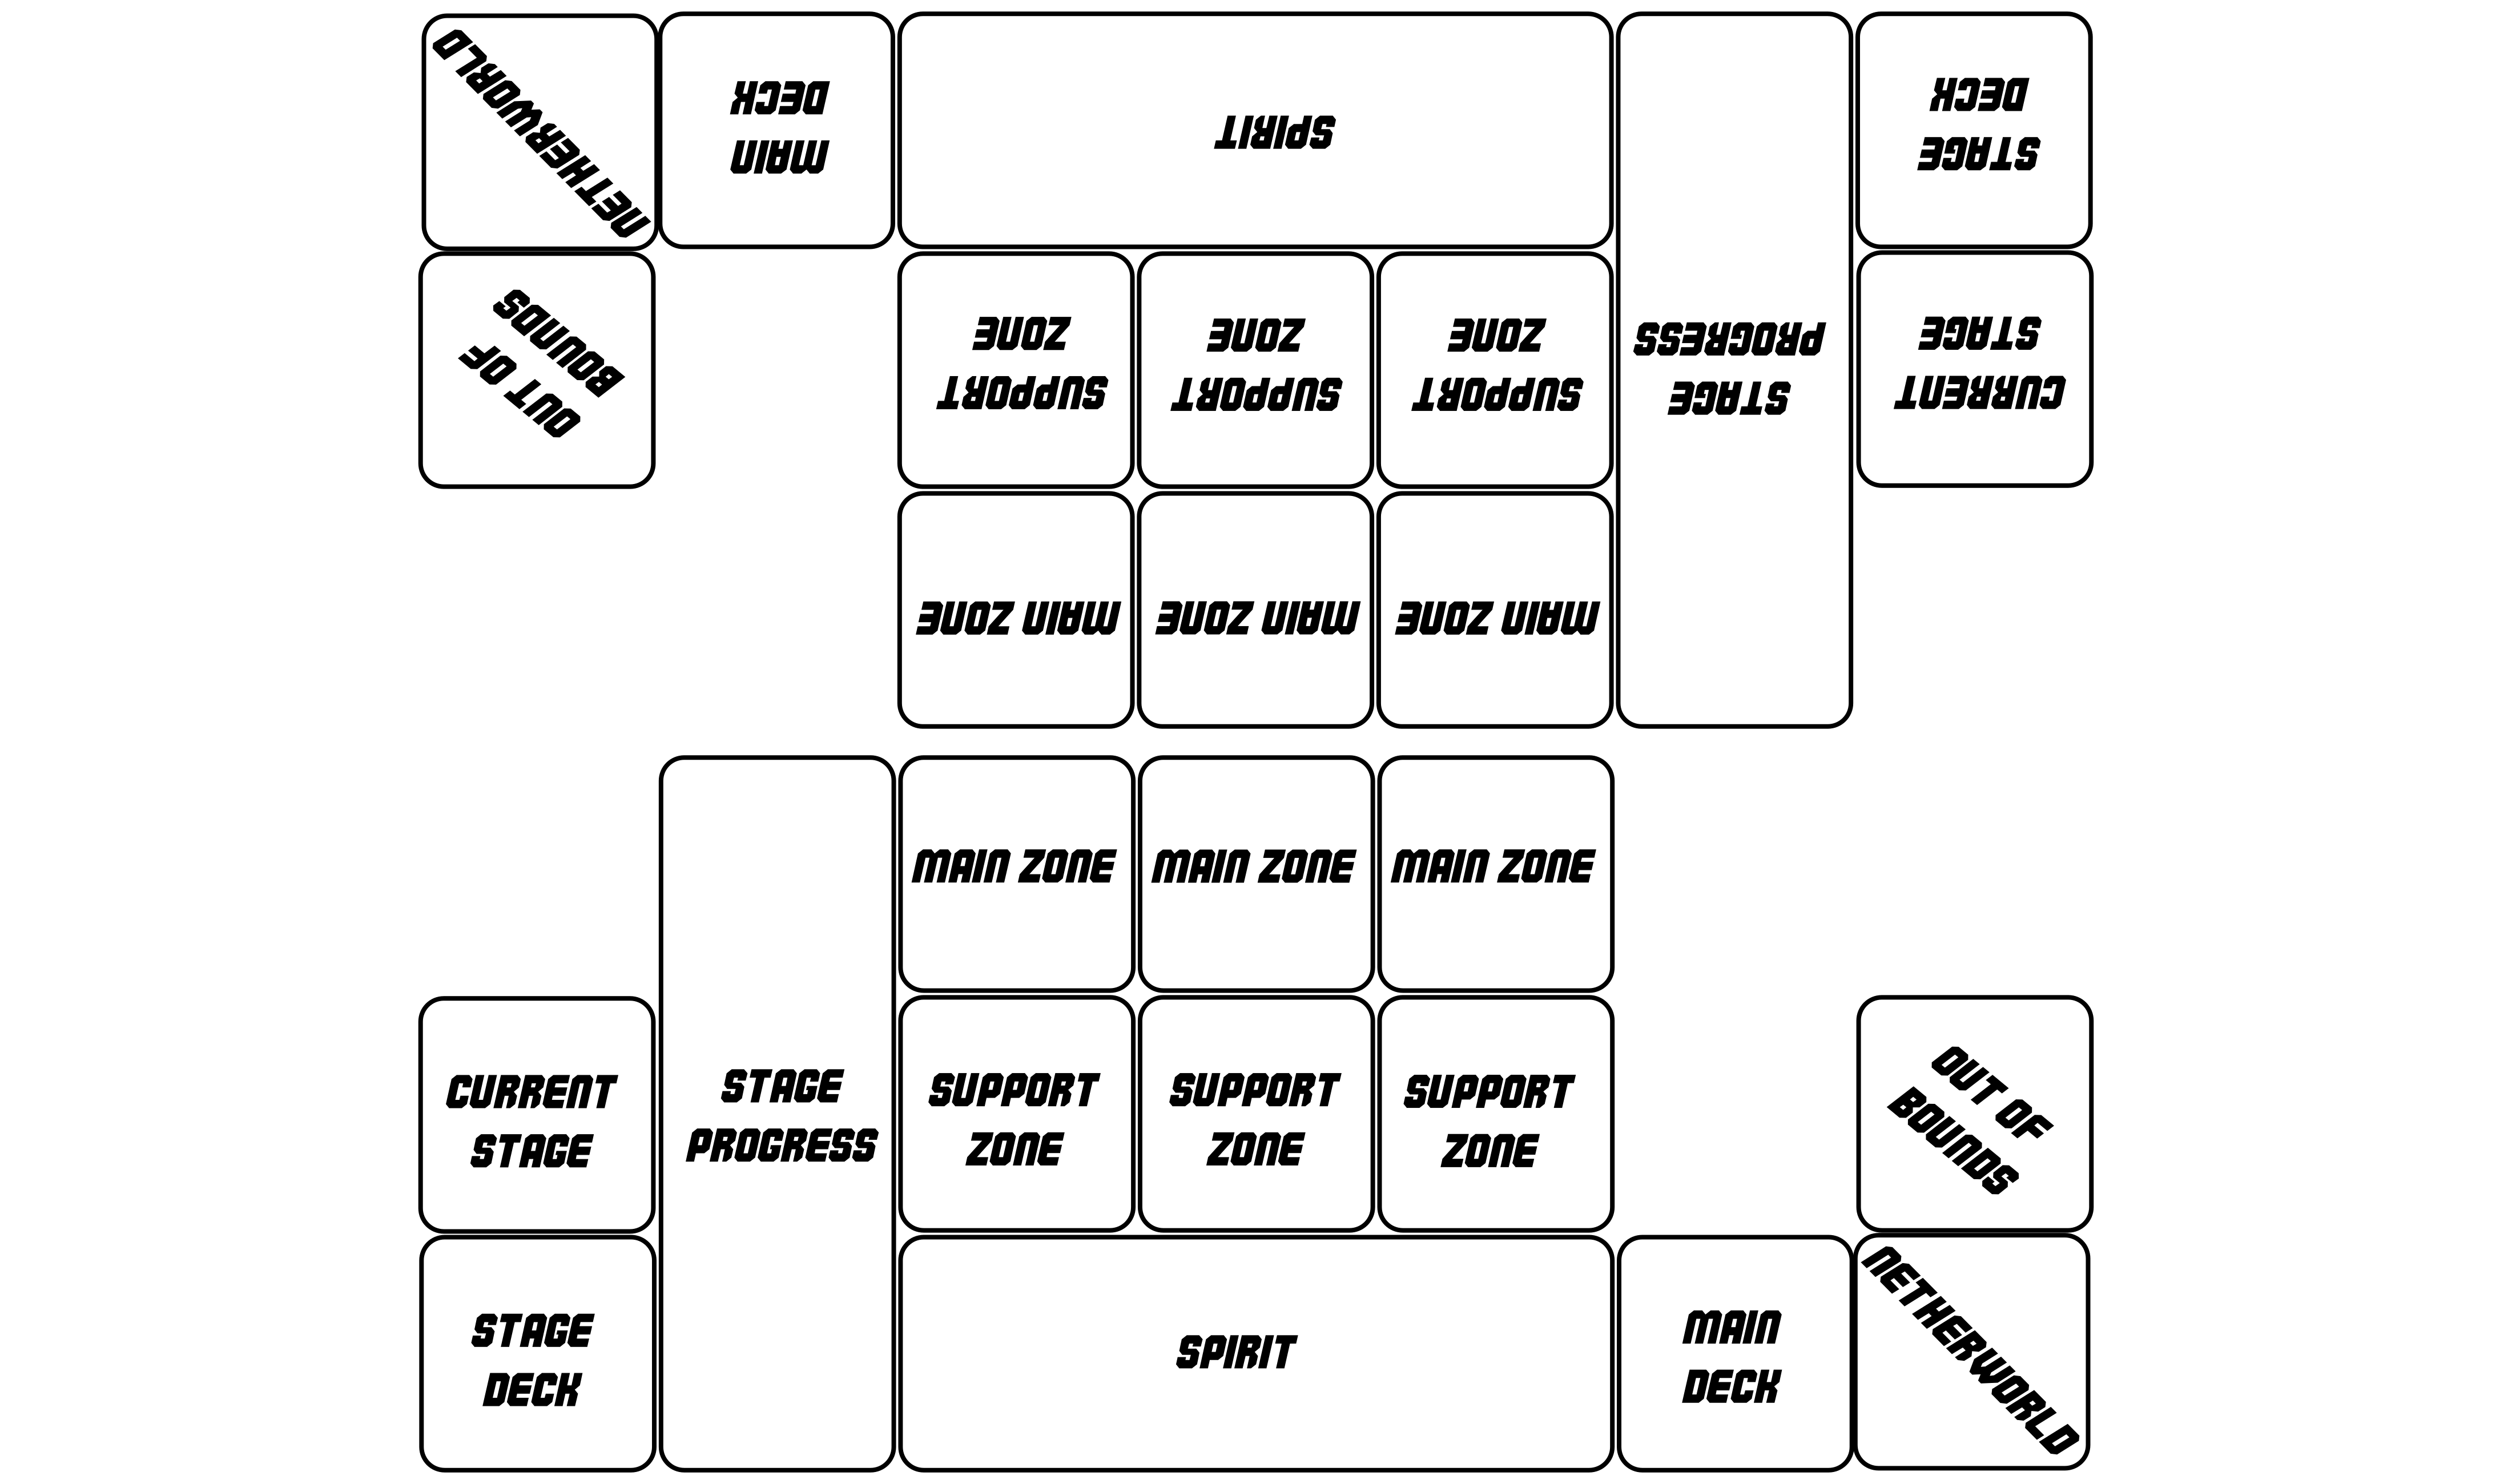 NETHERWORLD
MAIN
DECK
SPIRIT
STAGE
DECK
OUT OF
BOUNDS
SUPPORT
ZONE
SUPPORT
ZONE
SUPPORT
ZONE
STAGE
PROGRESS
CURRENT
STAGE
MAIN ZONE
MAIN ZONE
MAIN ZONE
MAIN ZONE
MAIN ZONE
MAIN ZONE
CURRENT
STAGE
STAGE
PROGRESS
SUPPORT
ZONE
SUPPORT
ZONE
SUPPORT
ZONE
OUT OF
BOUNDS
STAGE
DECK
SPIRIT
MAIN
DECK
NETHERWORLD